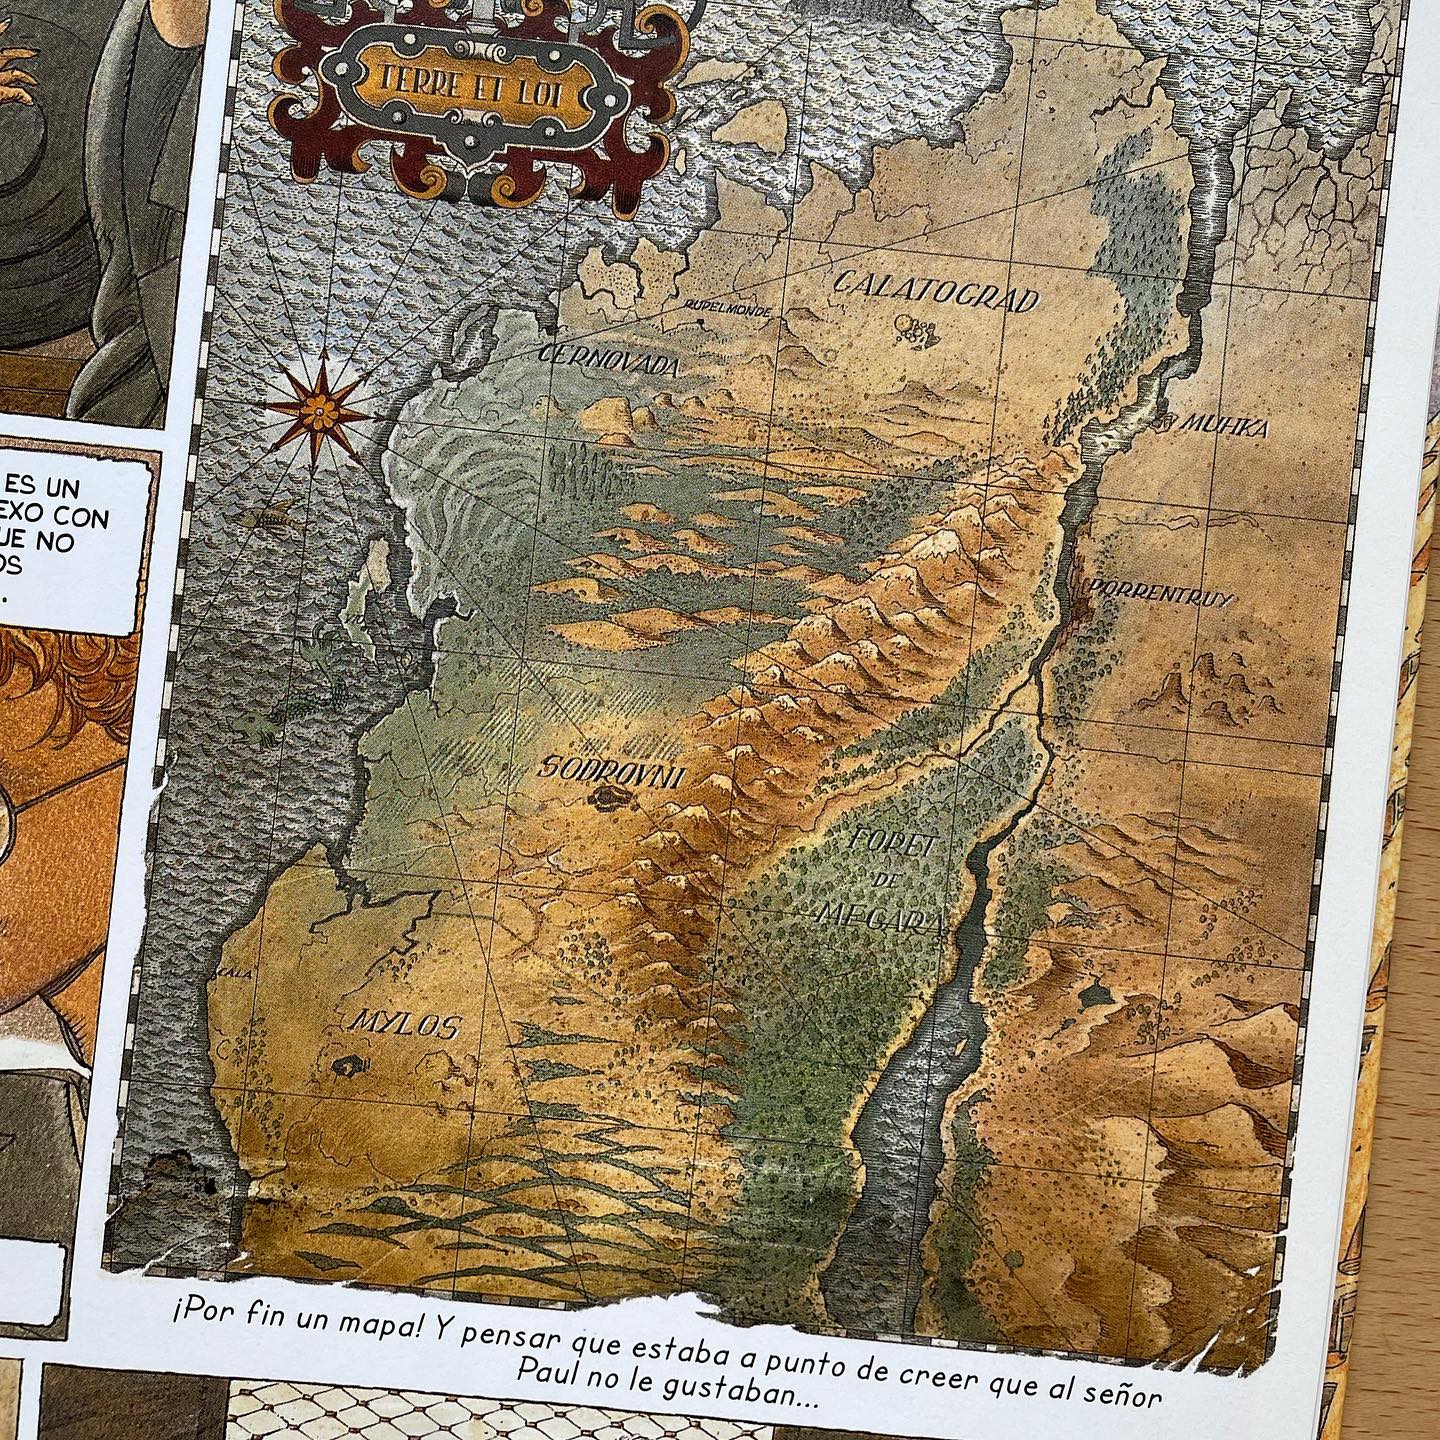 TERRE ET LOI
CALATOGRAD
RUPELMONDE
CERNOVADA
MUHKA
ES UN
EXO CON
UE NO
OS
.
PORRENTRUY
SODROVNI
FORET
DE
MEGARA
CALA
MYLOS
¡Por fin un mapa! Y pensar que estaba a punto de creer que al señor
Paul no le gustaban...